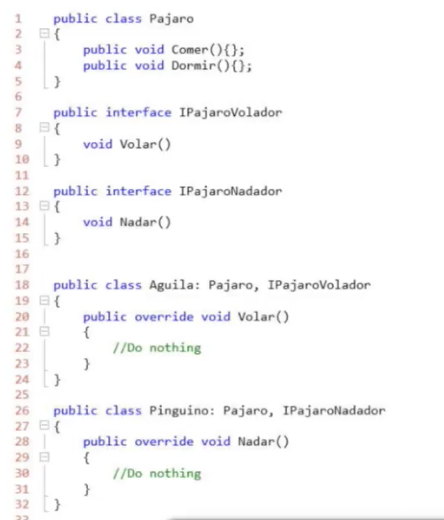 1 public class Pajaro
2 {
3 public void Comer(){};
4 public void Dormir(){};
5 }
6
7 public interface IPajaroVolador
8 {
9 void Volar()
10 }
11
12 public interface IPajaroNadador
13 {
14 void Nadar()
15 }
16
17
18 public class Aguila: Pajaro, IPajaroVolador
19 {
20 public override void Volar()
21 {
22 //Do nothing
23 }
24 }
25
26 public class Pinguino: Pajaro, IPajaroNadador
27 {
28 public override void Nadar()
29 {
30 //Do nothing
31 }
32 }
33